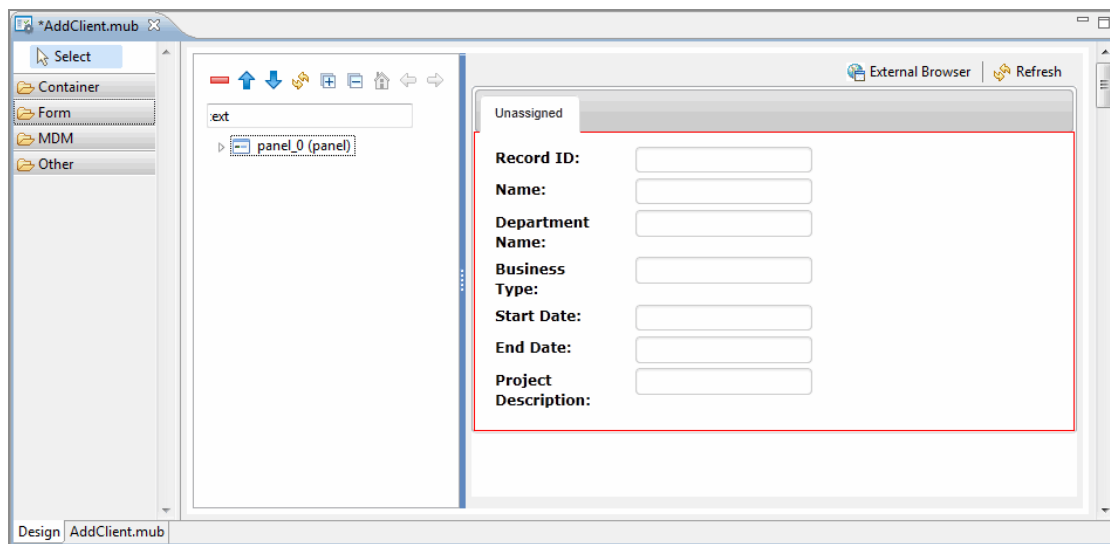 *AddClient.mub
Select
Container
Form
MDM
Other
:ext
panel_0 (panel)
External Browser
Refresh
Unassigned
Record ID:
Name:
Department
Name:
Business
Type:
Start Date:
End Date:
Project
Description:
Design
AddClient.mub